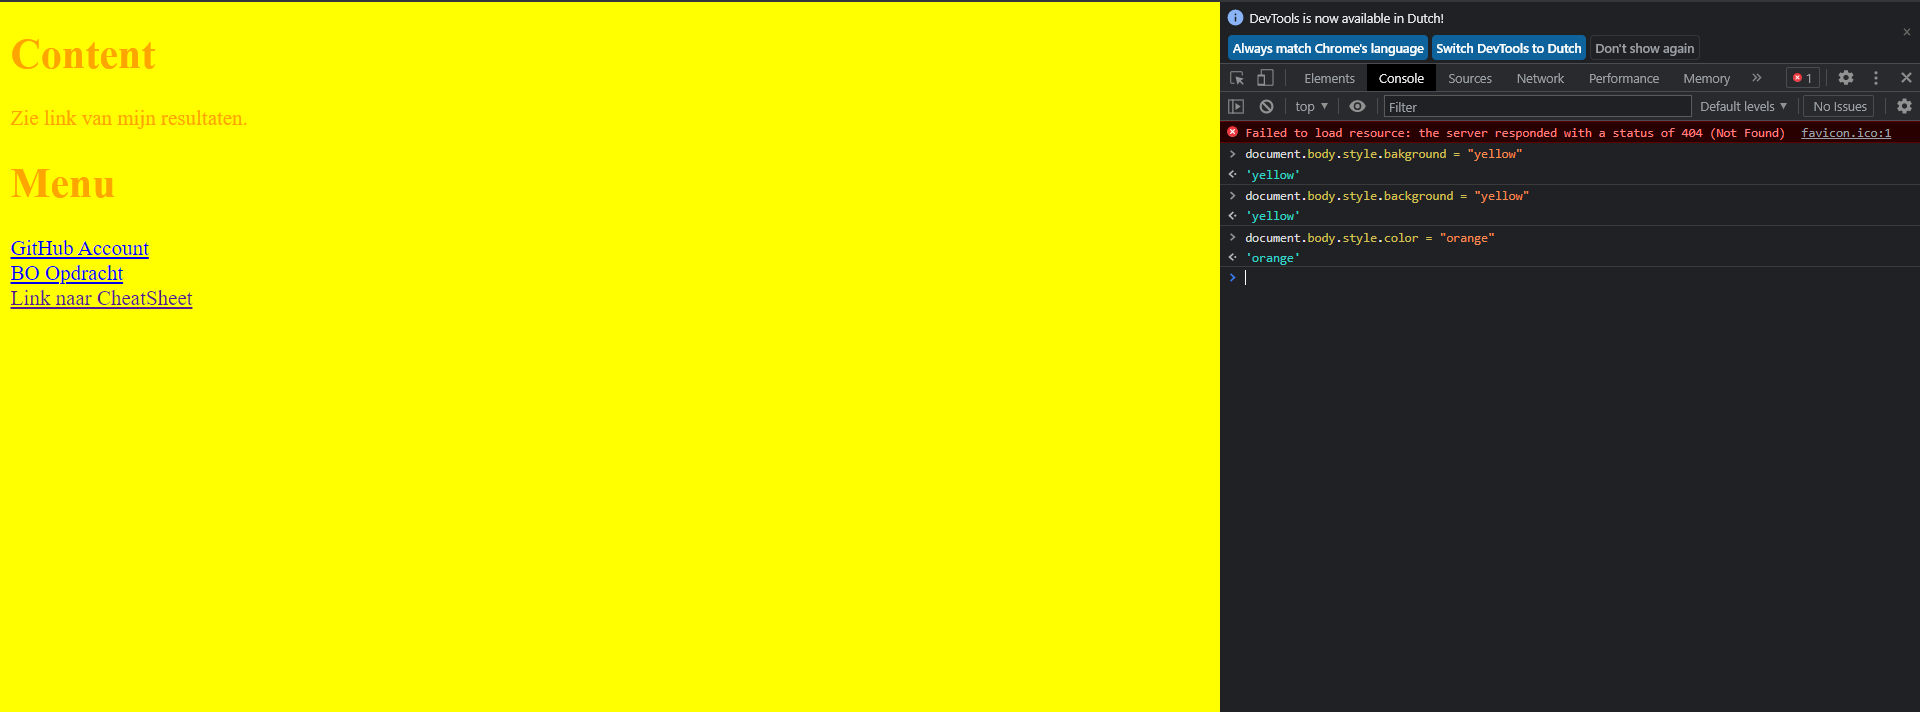 Content
Zie link van mijn resultaten.
Menu
GitHub Account
BO Opdracht
Link naar CheatSheet
DevTools is now available in Dutch!
Always match Chrome's language Switch DevTools to Dutch Don't show again
Elements Console Sources Network Performance Memory 1
top Filter Default levels No Issues
Failed to load resource: the server responded with a status of 404 (Not Found) favicon.ico:1
document.body.style.bakground = "yellow"
'yellow'
document.body.style.background = "yellow"
'yellow'
document.body.style.color = "orange"
'orange'